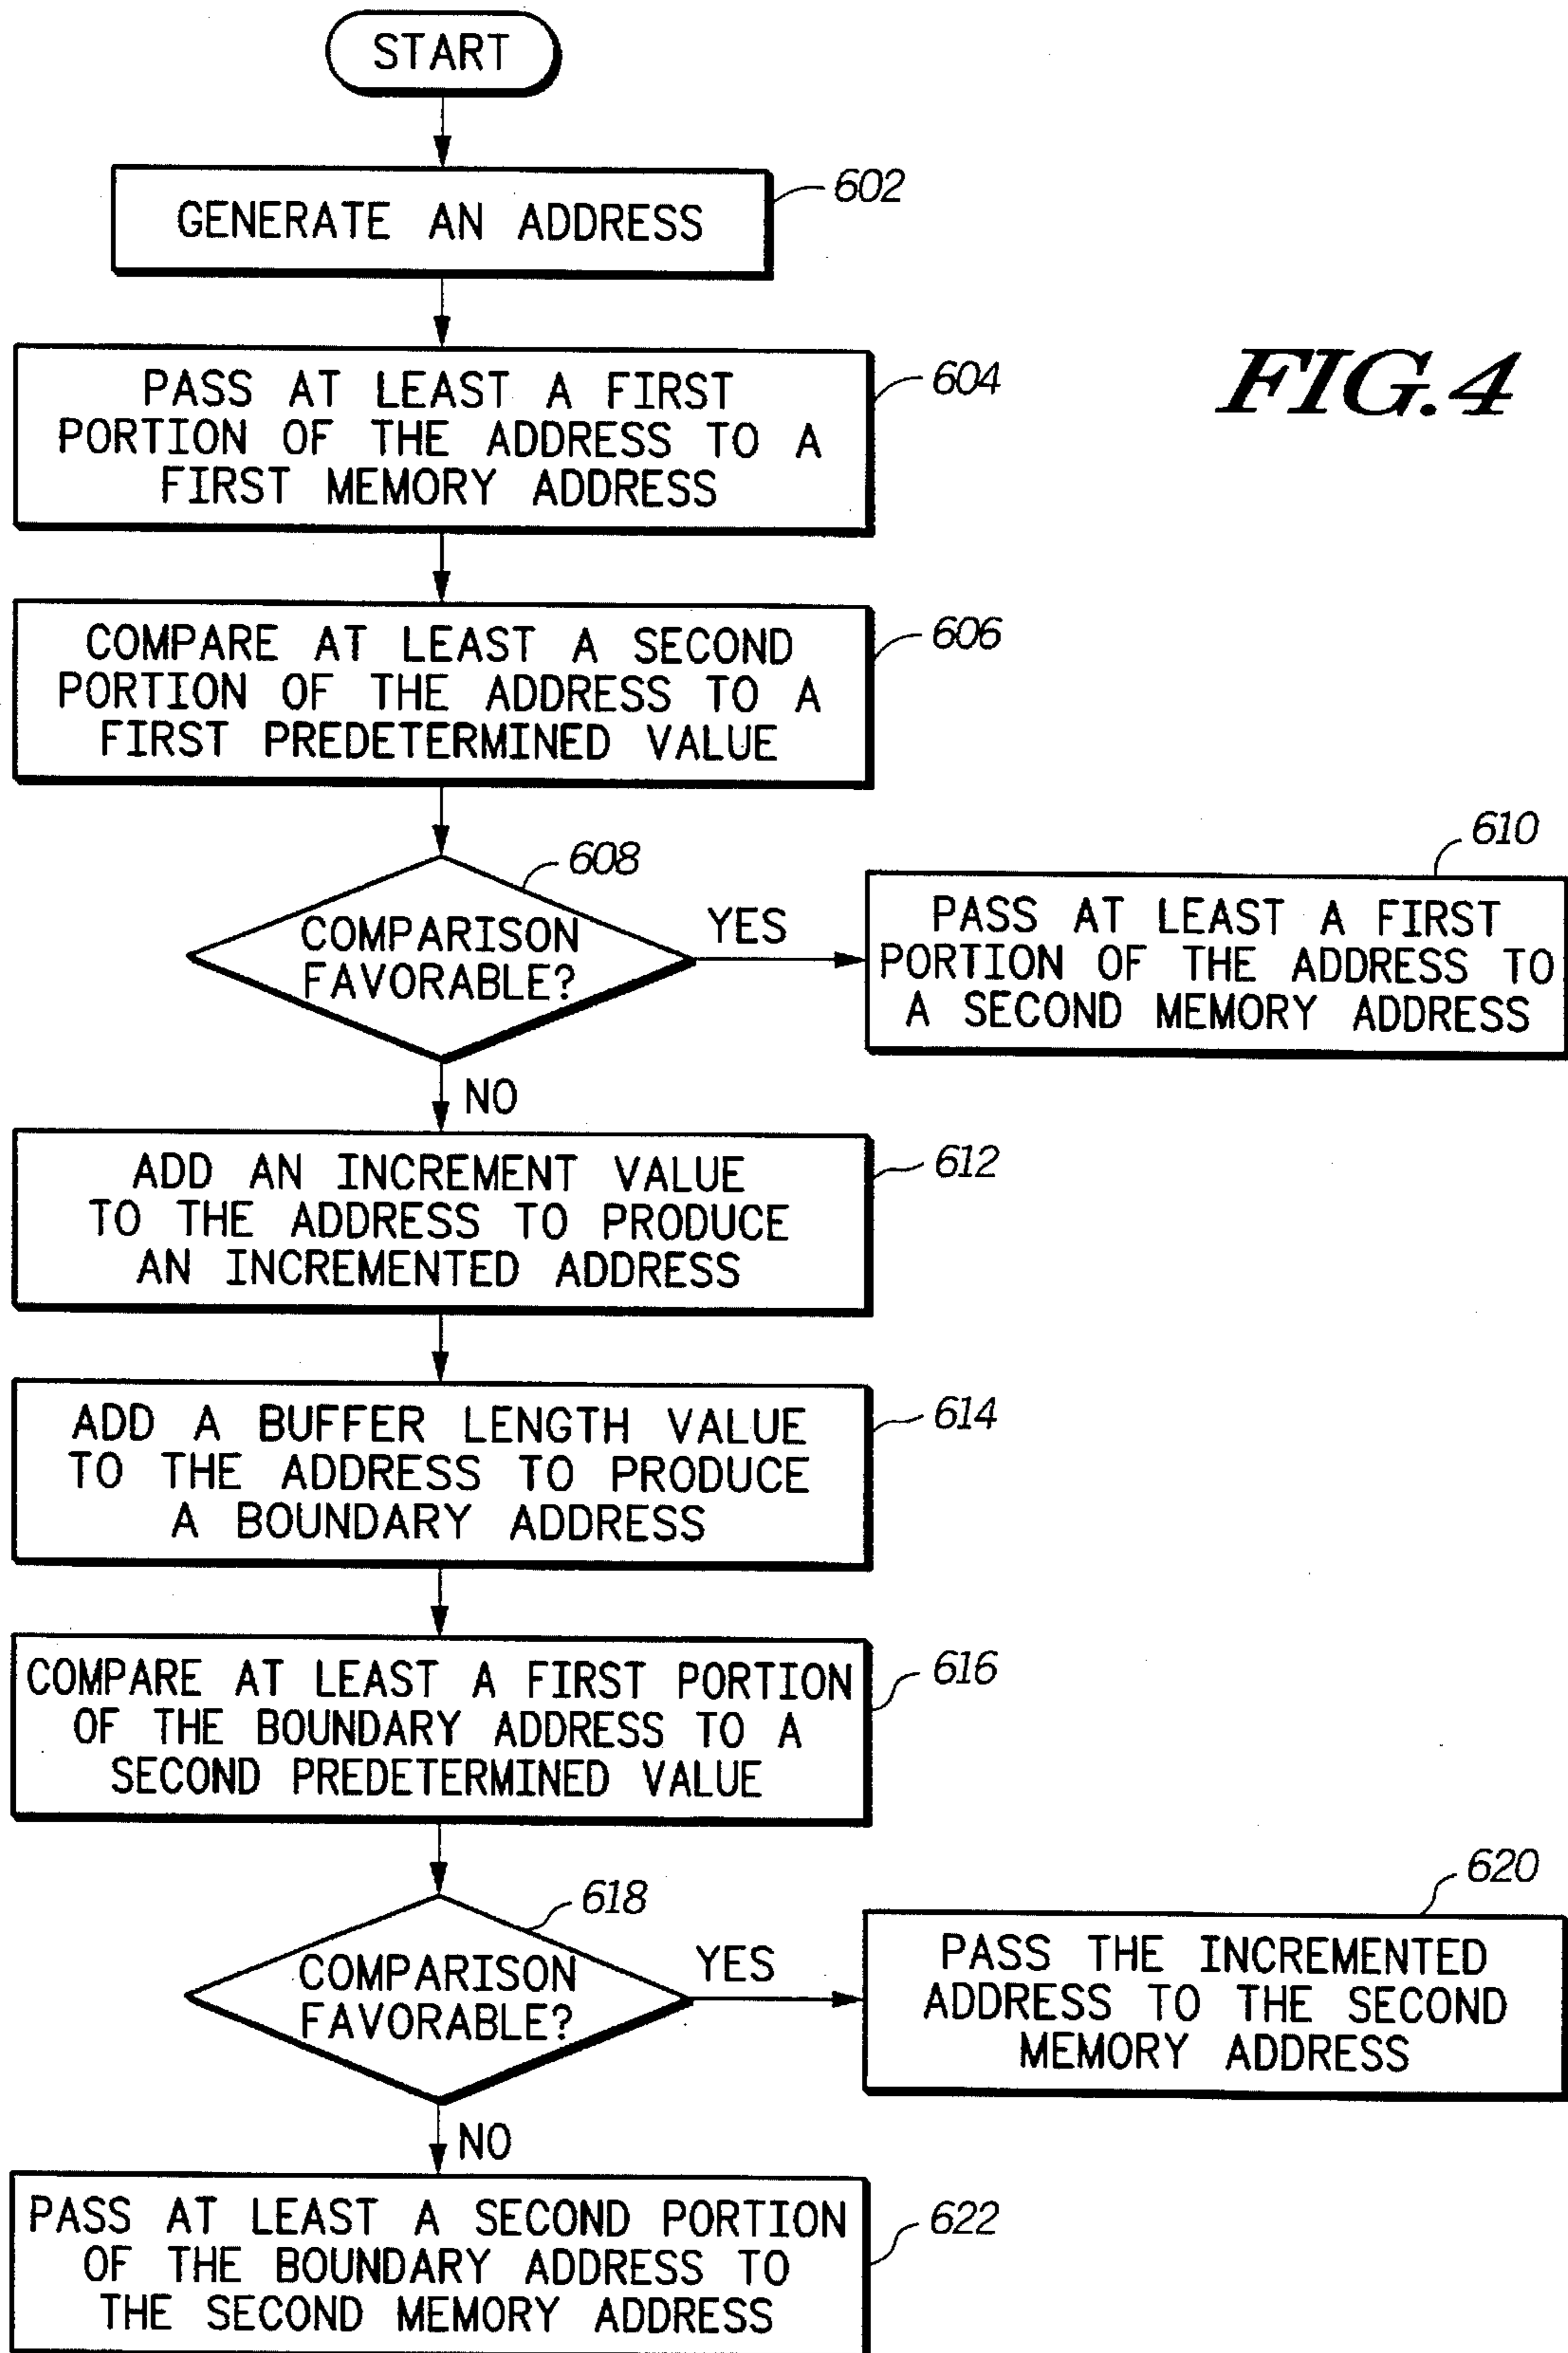 START
GENERATE AN ADDRESS
602
PASS AT LEAST A FIRST
PORTION OF THE ADDRESS TO A
FIRST MEMORY ADDRESS
604
FIG.4
COMPARE AT LEAST A SECOND
PORTION OF THE ADDRESS TO A
FIRST PREDETERMINED VALUE
606
608
COMPARISON
FAVORABLE?
YES
610
PASS AT LEAST A FIRST
PORTION OF THE ADDRESS TO
A SECOND MEMORY ADDRESS
NO
ADD AN INCREMENT VALUE
TO THE ADDRESS TO PRODUCE
AN INCREMENTED ADDRESS
612
ADD A BUFFER LENGTH VALUE
TO THE ADDRESS TO PRODUCE
A BOUNDARY ADDRESS
614
COMPARE AT LEAST A FIRST PORTION
OF THE BOUNDARY ADDRESS TO A
SECOND PREDETERMINED VALUE
616
618
COMPARISON
FAVORABLE?
YES
620
PASS THE INCREMENTED
ADDRESS TO THE SECOND
MEMORY ADDRESS
NO
PASS AT LEAST A SECOND PORTION
OF THE BOUNDARY ADDRESS TO
THE SECOND MEMORY ADDRESS
622